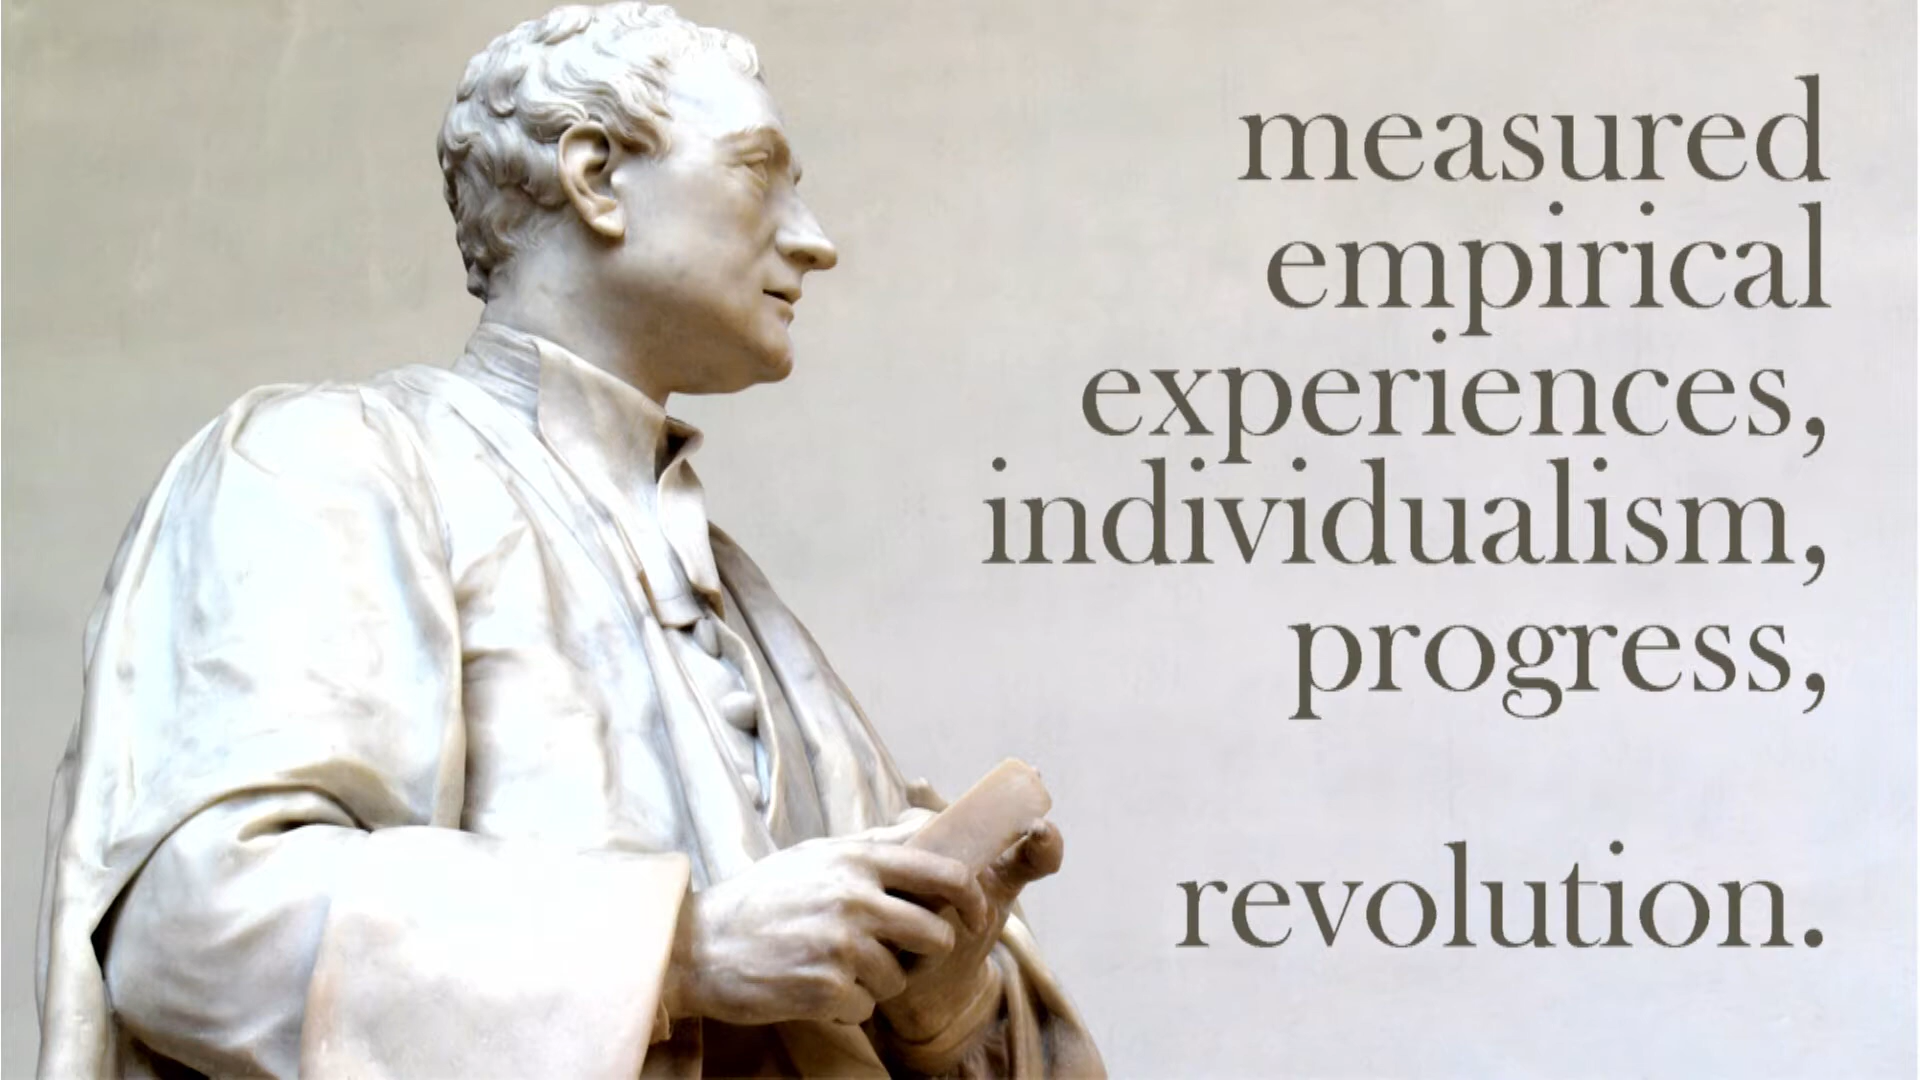 measured
empirical
experiences,
individualism,
progress,
revolution.